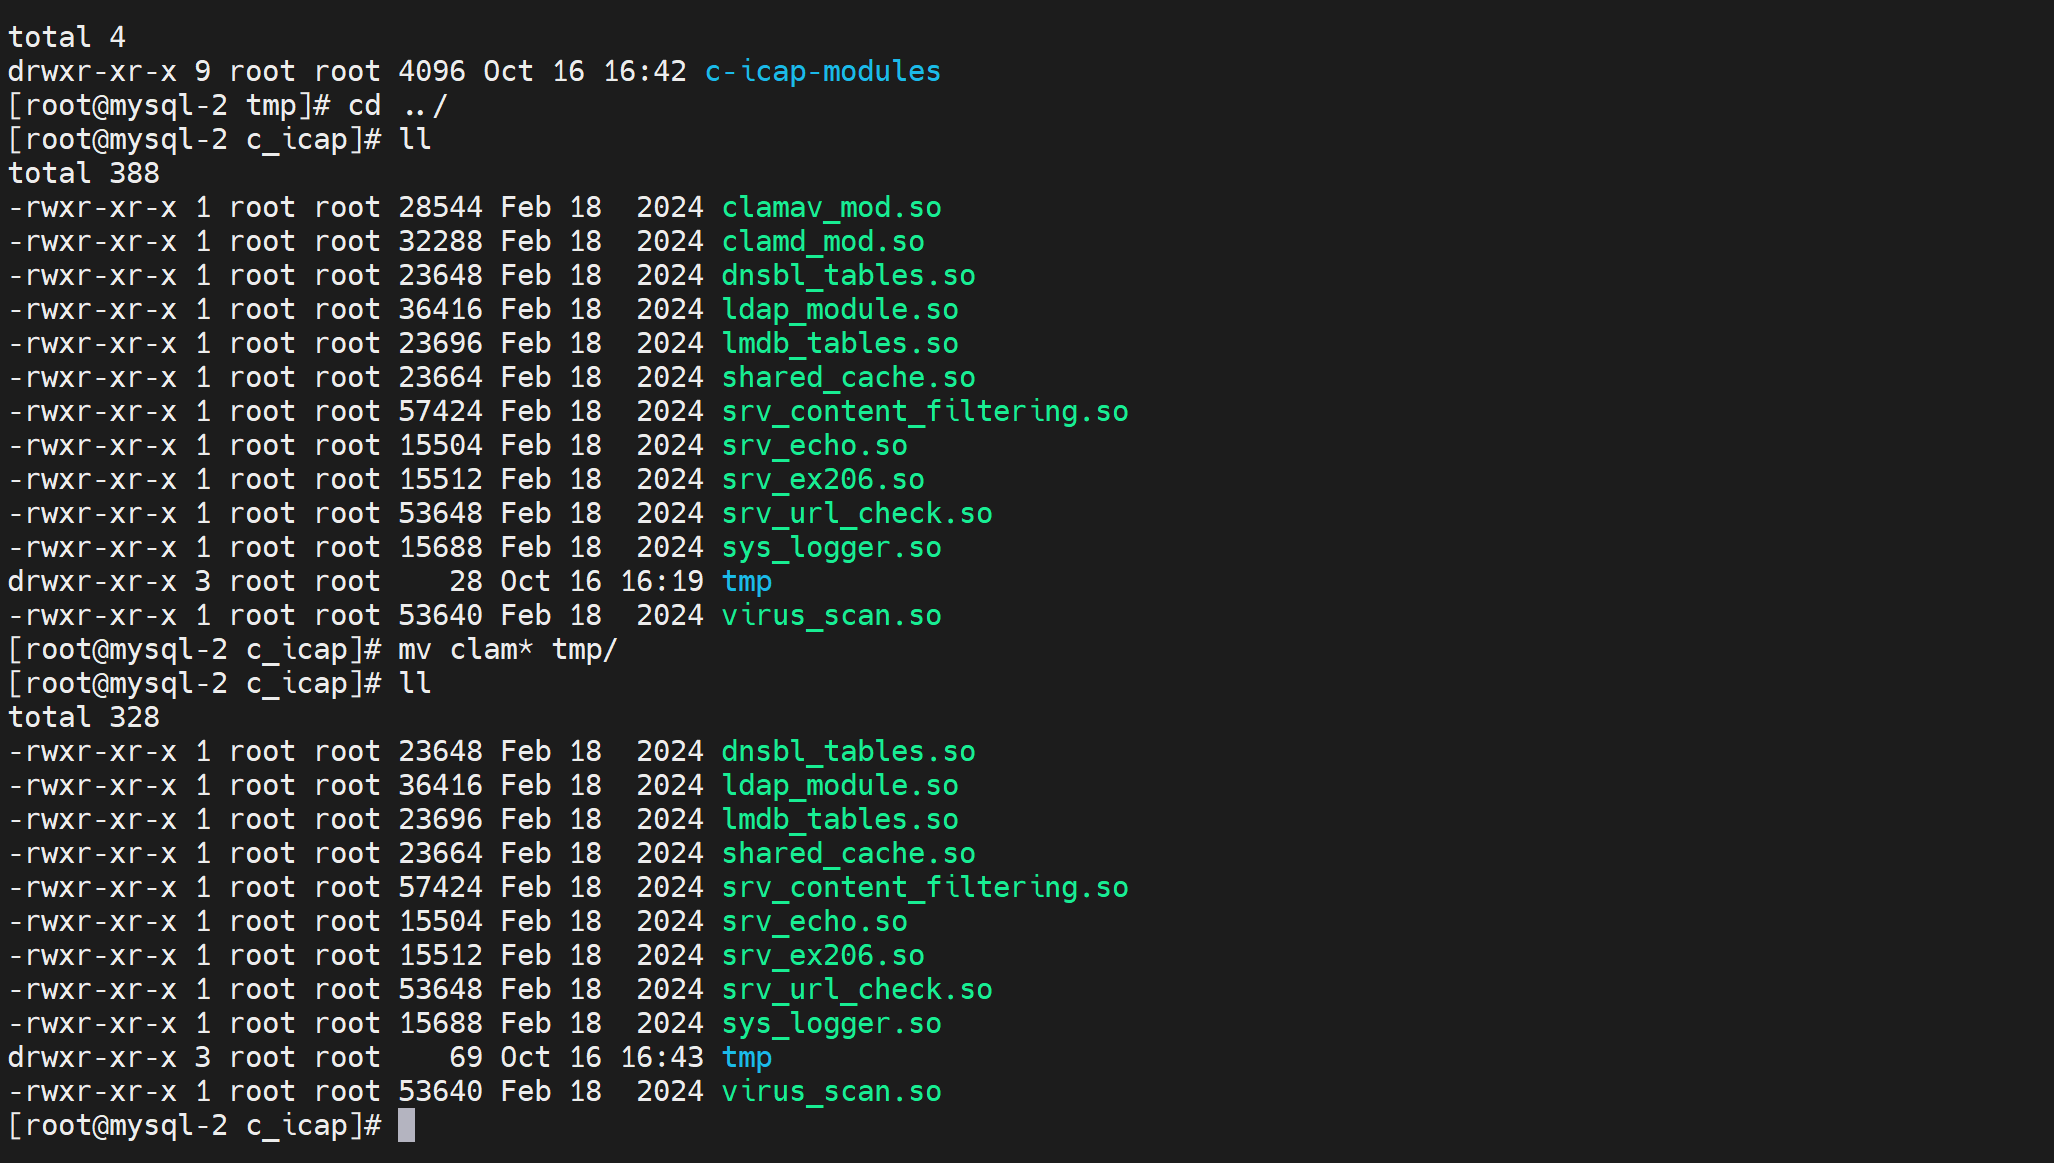 total 4
drwxr-xr-x 9 root root 4096 Oct 16 16:42 c-icap-modules
[root@mysql-2 tmp]# cd ../
[root@mysql-2 c_icap]# ll
total 388
-rwxr-xr-x 1 root root 28544 Feb 18  2024 clamav_mod.so
-rwxr-xr-x 1 root root 32288 Feb 18  2024 clamd_mod.so
-rwxr-xr-x 1 root root 23648 Feb 18  2024 dnsbl_tables.so
-rwxr-xr-x 1 root root 36416 Feb 18  2024 ldap_module.so
-rwxr-xr-x 1 root root 23696 Feb 18  2024 lmdb_tables.so
-rwxr-xr-x 1 root root 23664 Feb 18  2024 shared_cache.so
-rwxr-xr-x 1 root root 57424 Feb 18  2024 srv_content_filtering.so
-rwxr-xr-x 1 root root 15504 Feb 18  2024 srv_echo.so
-rwxr-xr-x 1 root root 15512 Feb 18  2024 srv_ex206.so
-rwxr-xr-x 1 root root 53648 Feb 18  2024 srv_url_check.so
-rwxr-xr-x 1 root root 15688 Feb 18  2024 sys_logger.so
drwxr-xr-x 3 root root    28 Oct 16 16:19 tmp
-rwxr-xr-x 1 root root 53640 Feb 18  2024 virus_scan.so
[root@mysql-2 c_icap]# mv clam* tmp/
[root@mysql-2 c_icap]# ll
total 328
-rwxr-xr-x 1 root root 23648 Feb 18  2024 dnsbl_tables.so
-rwxr-xr-x 1 root root 36416 Feb 18  2024 ldap_module.so
-rwxr-xr-x 1 root root 23696 Feb 18  2024 lmdb_tables.so
-rwxr-xr-x 1 root root 23664 Feb 18  2024 shared_cache.so
-rwxr-xr-x 1 root root 57424 Feb 18  2024 srv_content_filtering.so
-rwxr-xr-x 1 root root 15504 Feb 18  2024 srv_echo.so
-rwxr-xr-x 1 root root 15512 Feb 18  2024 srv_ex206.so
-rwxr-xr-x 1 root root 53648 Feb 18  2024 srv_url_check.so
-rwxr-xr-x 1 root root 15688 Feb 18  2024 sys_logger.so
drwxr-xr-x 3 root root    69 Oct 16 16:43 tmp
-rwxr-xr-x 1 root root 53640 Feb 18  2024 virus_scan.so
[root@mysql-2 c_icap]#